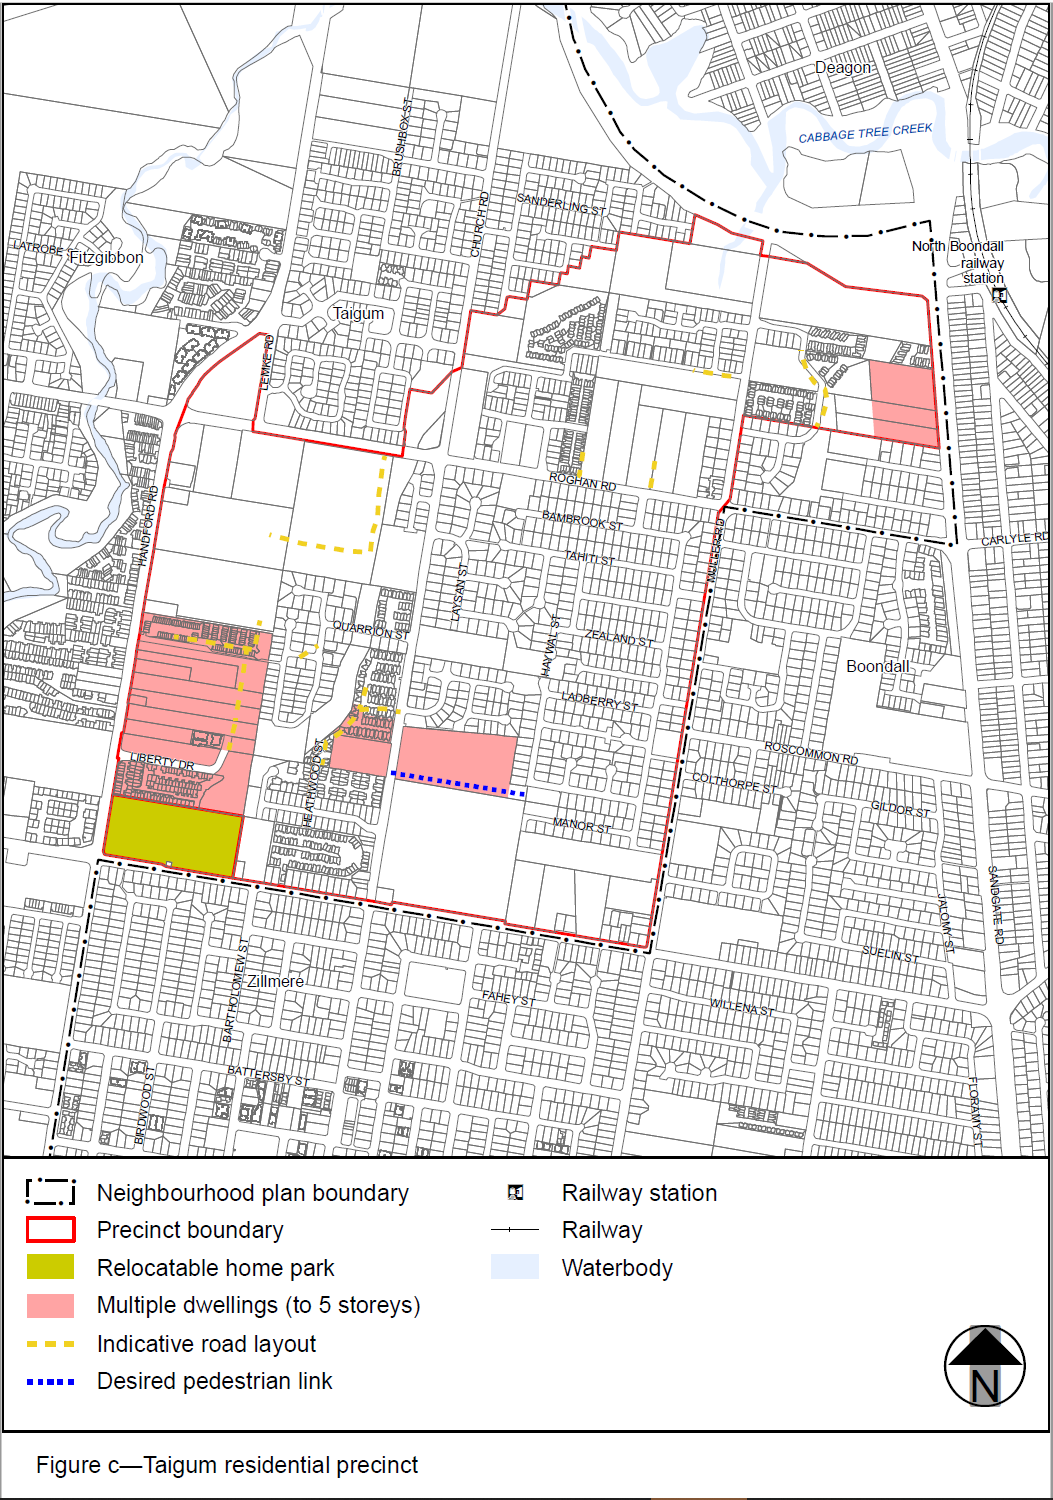 Deagon
CABBAGE TREE CREEK
BRUSHBOX ST
SANDERLING ST
CHURCH RD
LATROBE
Fitzgibbon
North Boondall
railway
station
Taigum
LEMKE RD
ROGHAN RD
HANDFORD RD
BAMBROOK ST
MULLER RD
CARLYLE RD
TAHITI ST
LAYSAN ST
QUARRION ST
HAYWAL ST
ZEALAND ST
Boondall
LADBERRY ST
LIBERTY DR
HEATHWOOD ST
ROSCOMMON RD
COLTHORPE ST
GILDOR ST
MANOR ST
SANDGATE RD
JALOMY ST
SUELIN ST
BARTHOLOMEW ST
Zillmere
FAHEY ST
WILLENA ST
BATTERSBY ST
BIRDWOOD ST
FLORAMY ST
Neighbourhood plan boundary
Precinct boundary
Relocatable home park
Multiple dwellings (to 5 storeys)
Indicative road layout
Desired pedestrian link
Railway station
Railway
Waterbody
N
Figure c—Taigum residential precinct